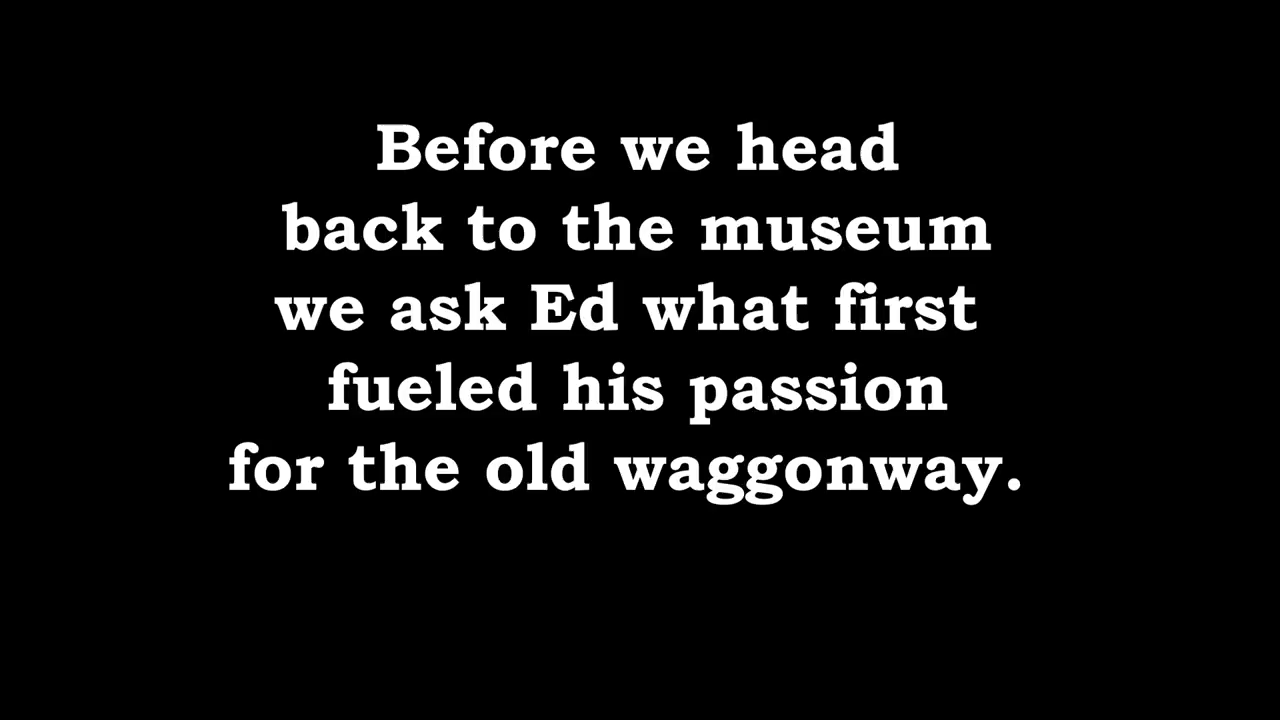 Before we head
back to the museum
we ask Ed what first
fueled his passion
for the old waggonway.